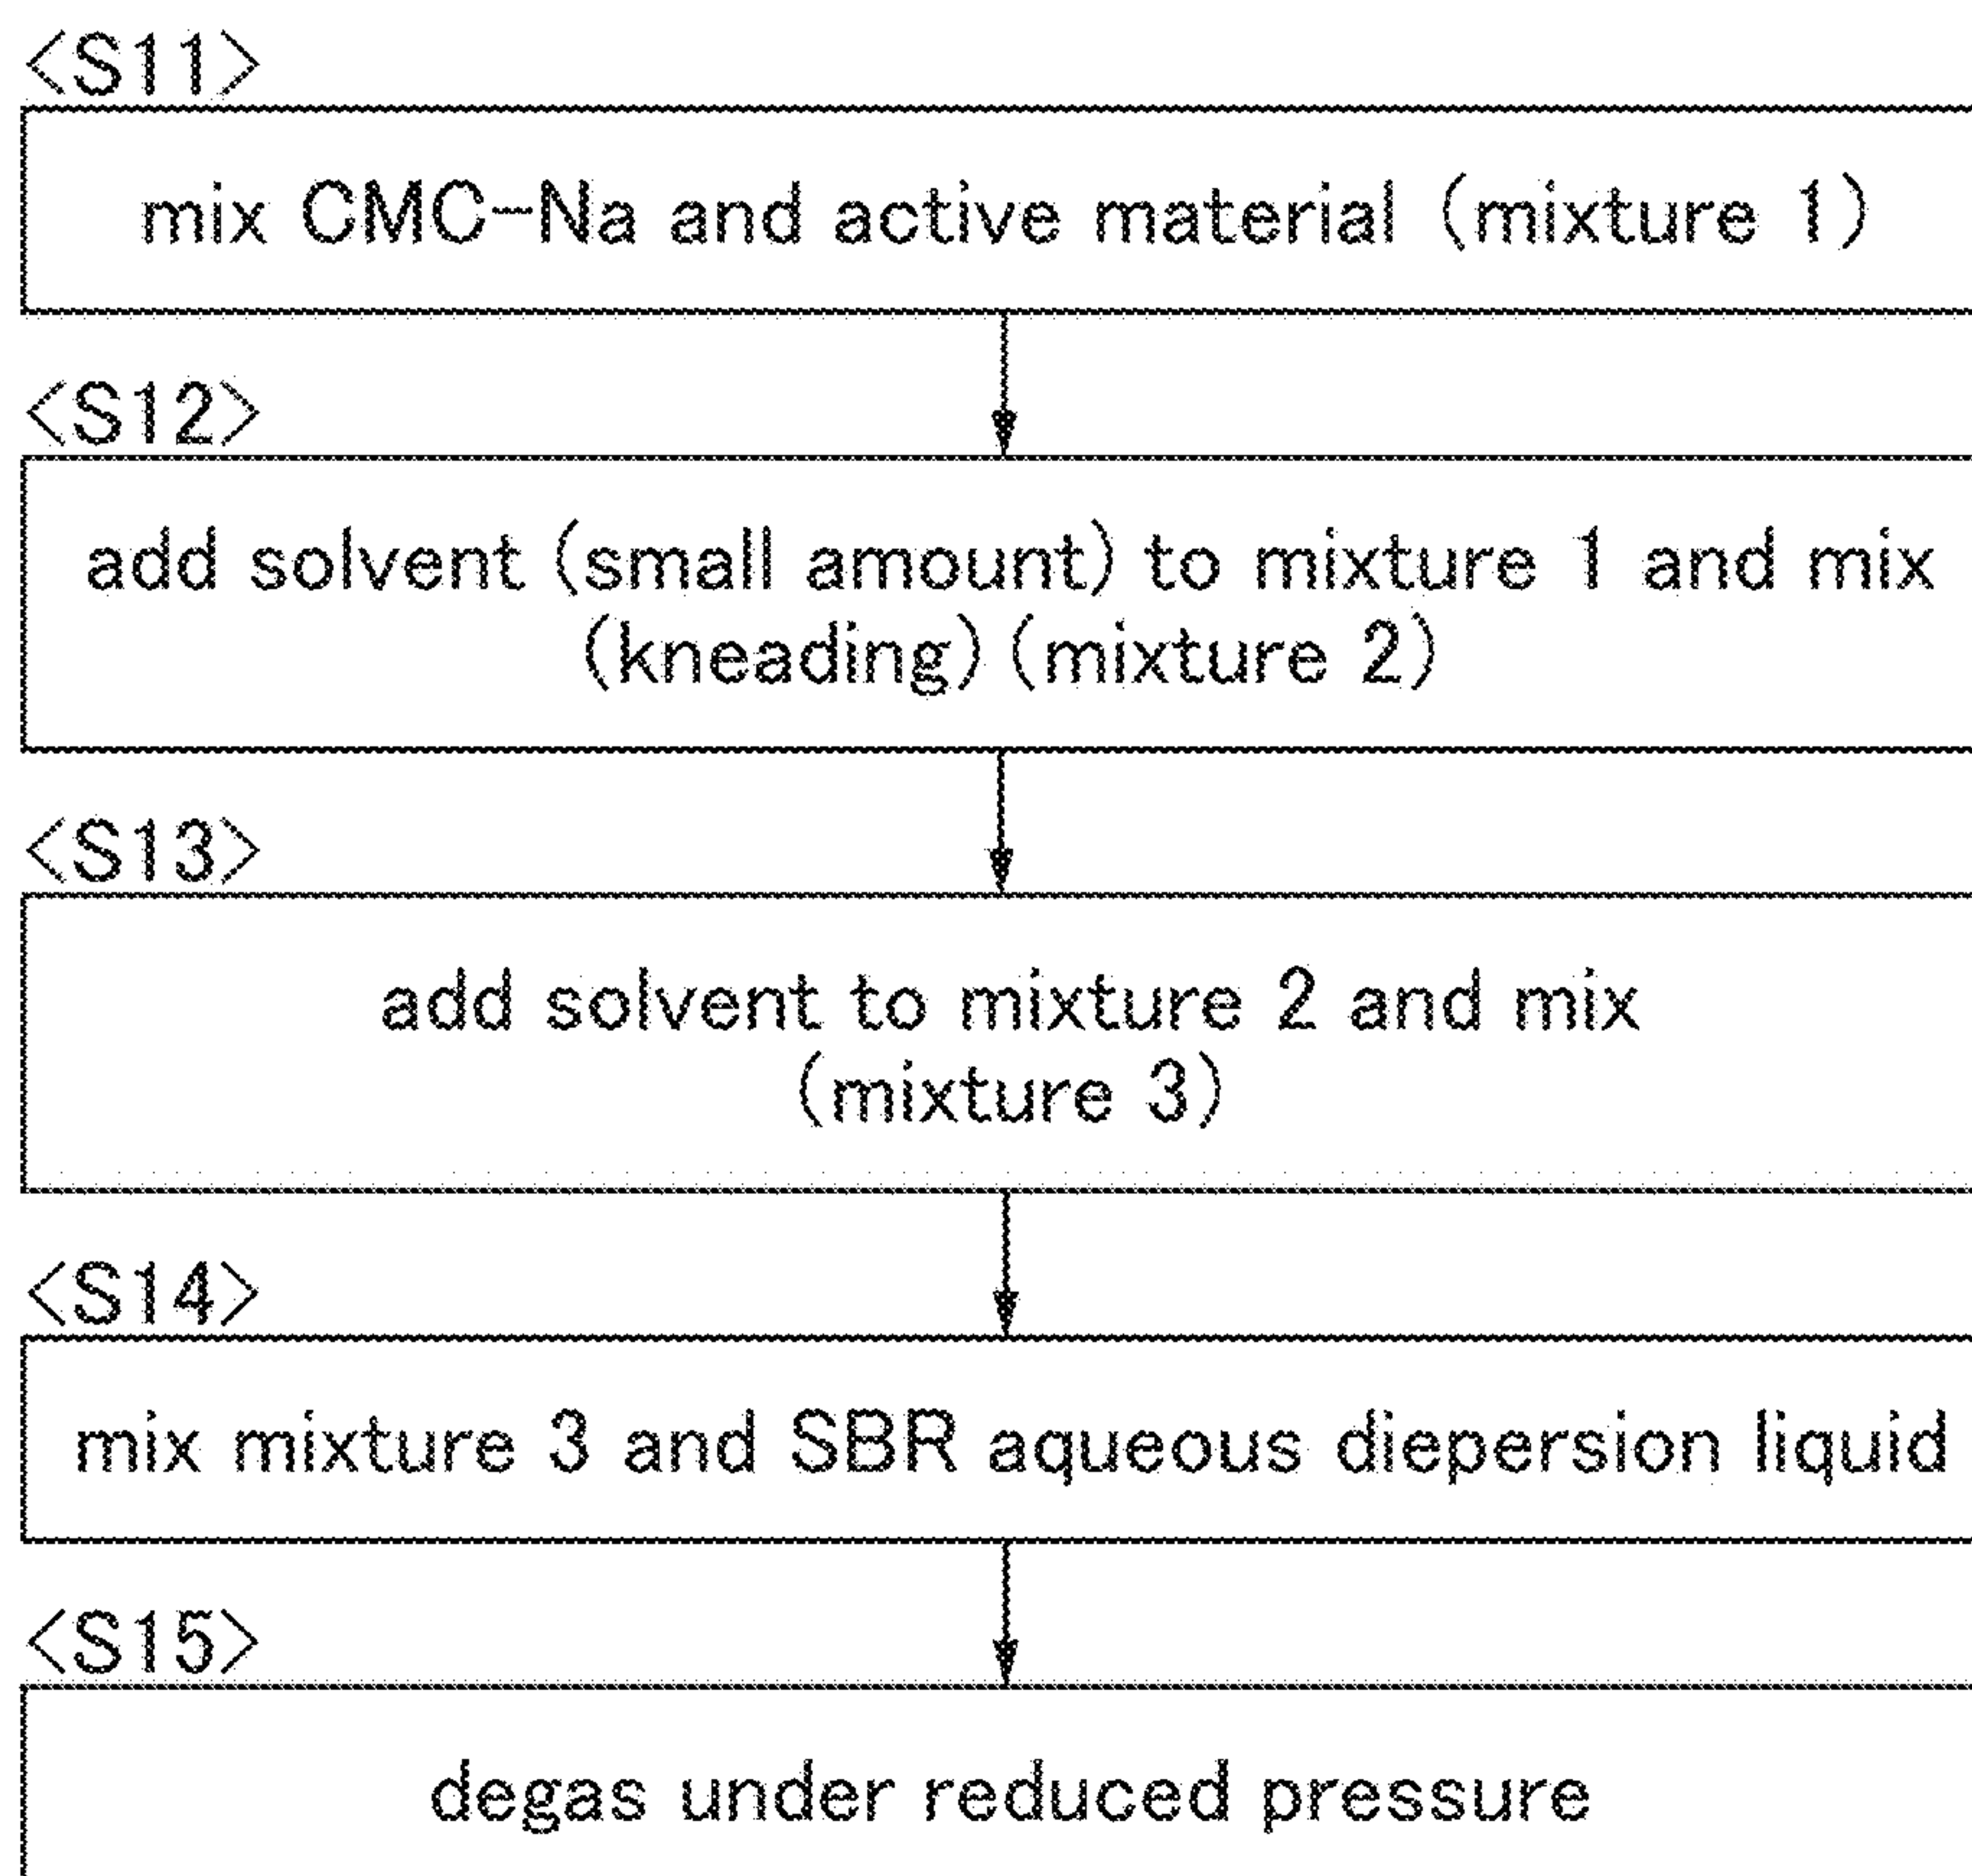 <S11>
mix CMC-Na and active material (mixture 1)
<S12>
add solvent (small amount) to mixture 1 and mix
(kneading) (mixture 2)
<S13>
add solvent to mixture 2 and mix
(mixture 3)
<S14>
mix mixture 3 and SBR aqueous diepersion liquid
<S15>
degas under reduced pressure